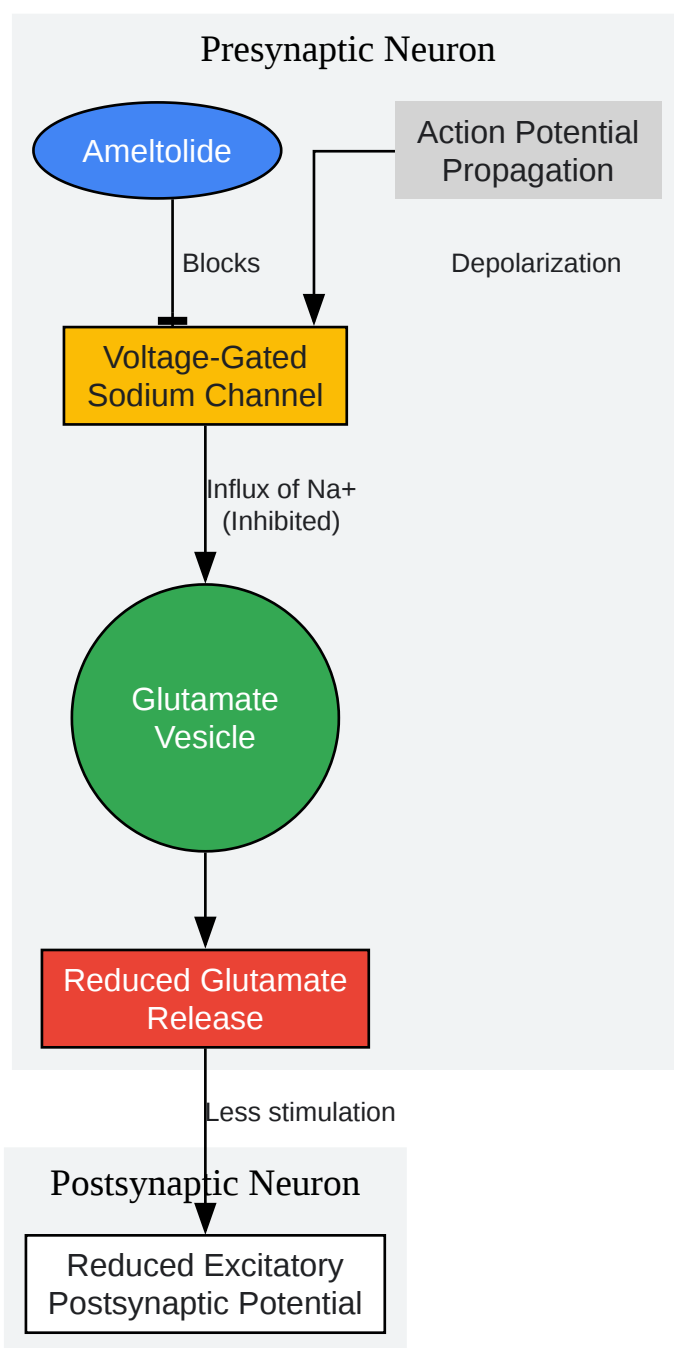 Presynaptic Neuron
Ameltolide
Action Potential
Propagation
Blocks
Depolarization
Voltage-Gated
Sodium Channel
Influx of Na+
(Inhibited)
Glutamate
Vesicle
Reduced Glutamate
Release
Less stimulation
Postsynaptic Neuron
Reduced Excitatory
Postsynaptic Potential